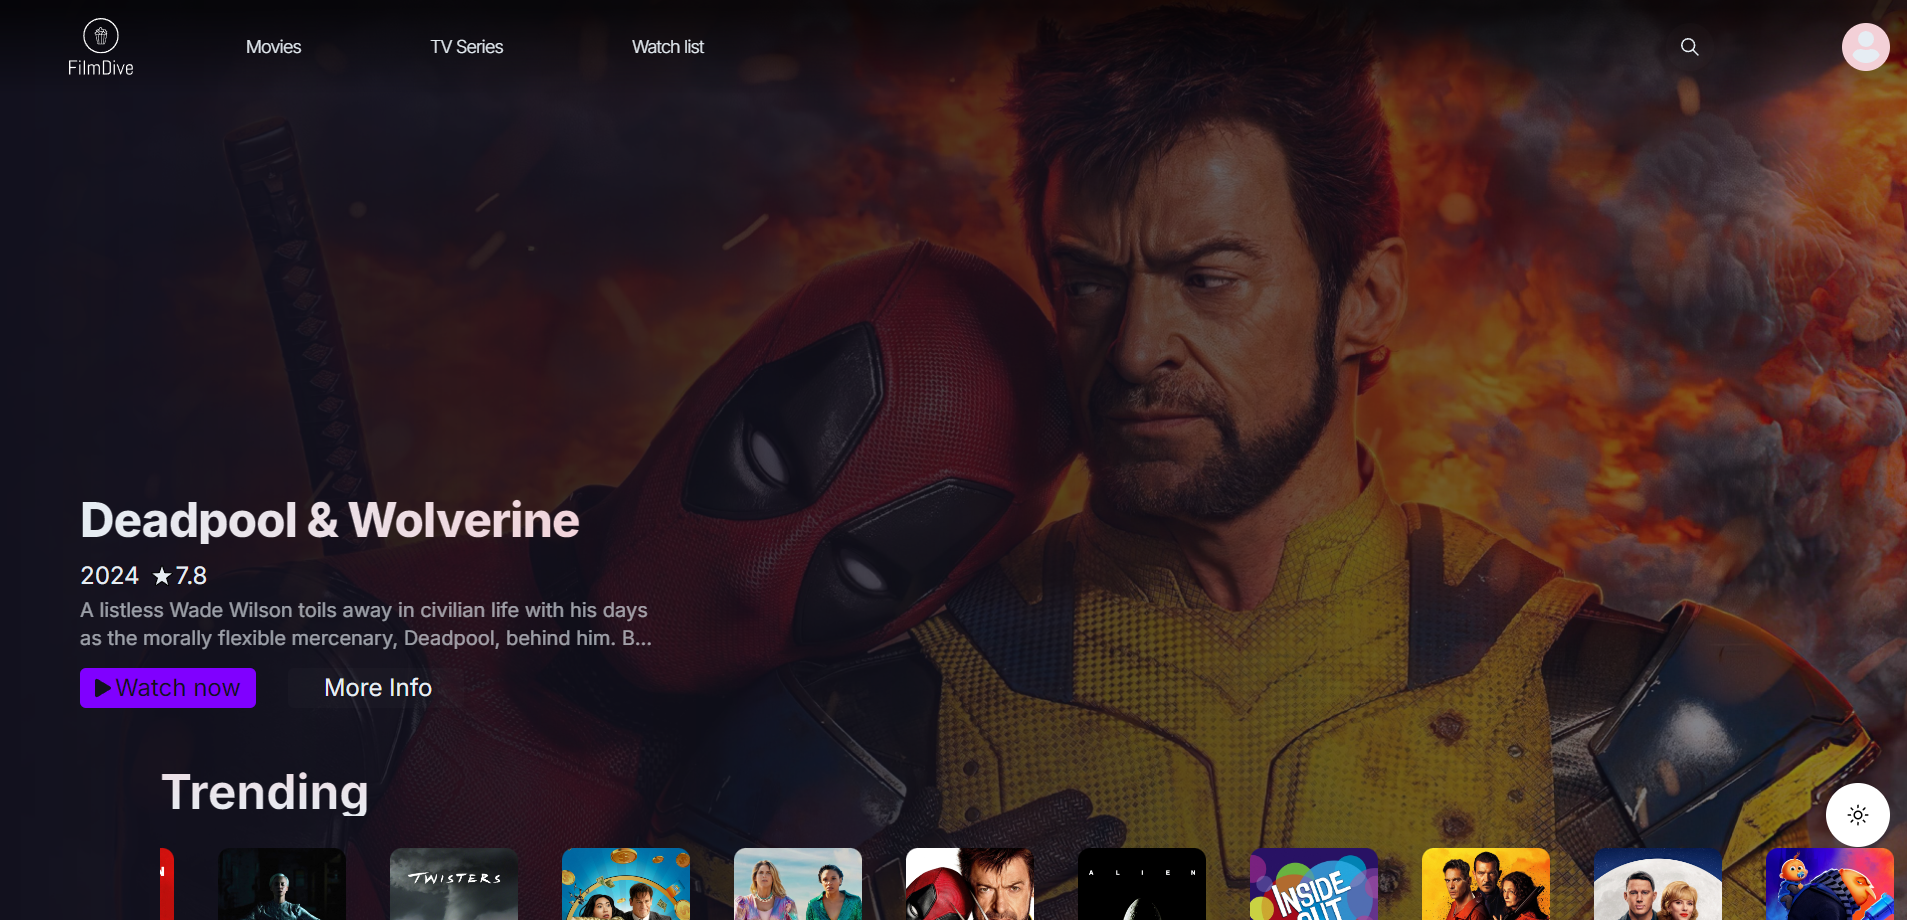 FilmDive
Movies
TV Series
Watch list
Deadpool & Wolverine
2024 ★7.8
A listless Wade Wilson toils away in civilian life with his days
as the morally flexible mercenary, Deadpool, behind him. B...
Watch now
More Info
Trending
N
TWISTERS
ALIEN
INSIDE
OUT